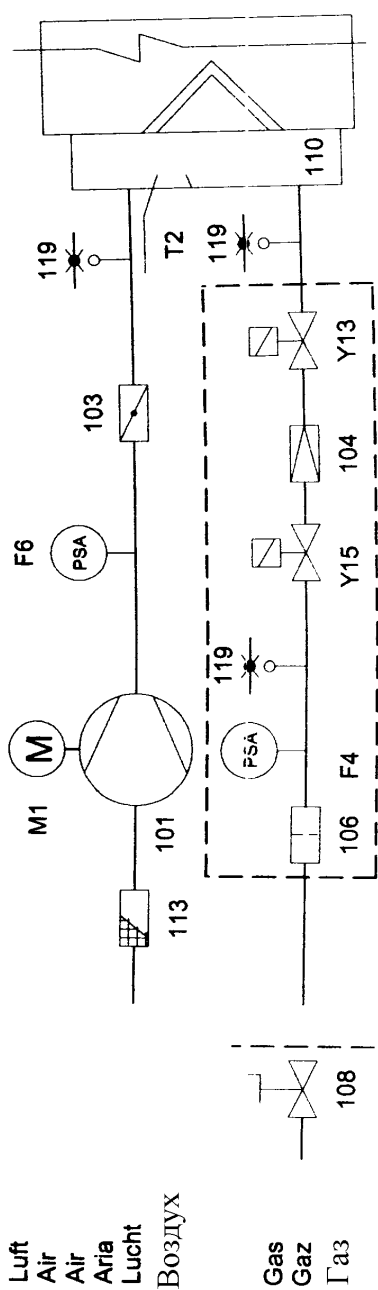 Luft
Air
Air
Aria
Lucht
Воздух
113
101
M1
M
F6
PSA
103
119
T2
110
Gas
Gaz
Газ
108
106
F4
PSA
119
Y15
104
Y13
119